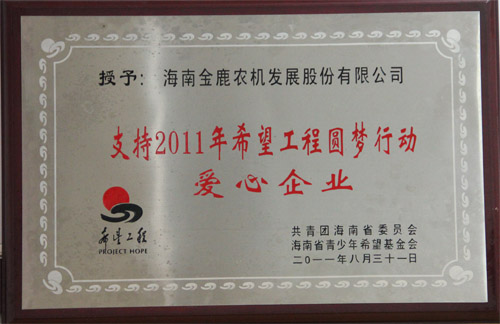 授予：海南金鹿农机发展股份有限公司
支持2011年希望工程圆梦行动
爱心企业
希望工程
PROJECT HOPE
共青团海南省委员会
海南省青少年希望基金会
二〇一一年八月三十一日